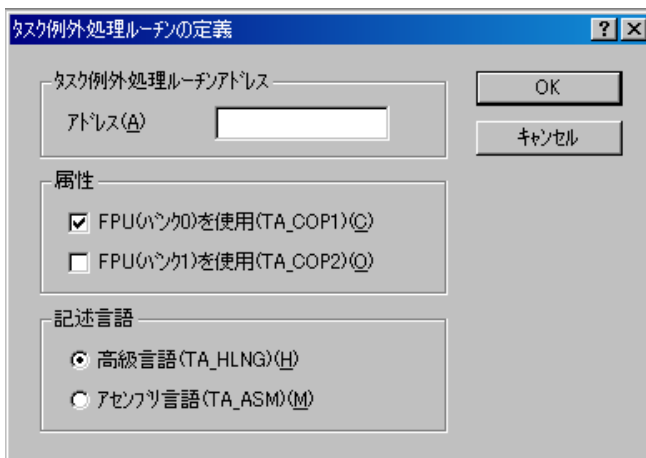 ﾀｽｸ例外処理ﾙｰﾁﾝの定義
ﾀｽｸ例外処理ﾙｰﾁﾝｱﾄﾞﾚｽ
ｱﾄﾞﾚｽ(A)
OK
ｷｬﾝｾﾙ
属性
FPU(ﾊﾞﾝｸ0)を使用(TA_COP1)(C)
FPU(ﾊﾞﾝｸ1)を使用(TA_COP2)(O)
記述言語
高級言語(TA_HLNG)(H)
ｱｾﾝﾌﾞﾘ言語(TA_ASM)(M)